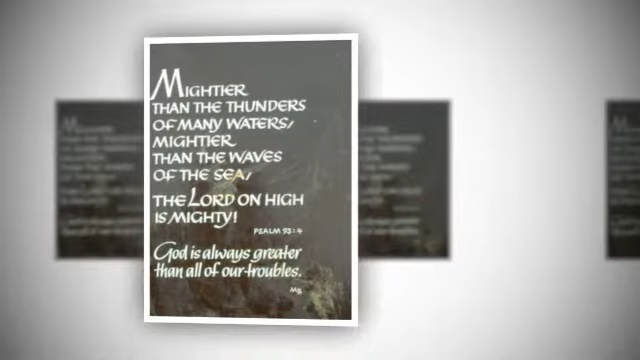 Mightier
than the thunders
of many waters,
mightier
than the waves
of the sea,
the Lord on high
is mighty!
Psalm 93:4
God is always greater
than all of our troubles.